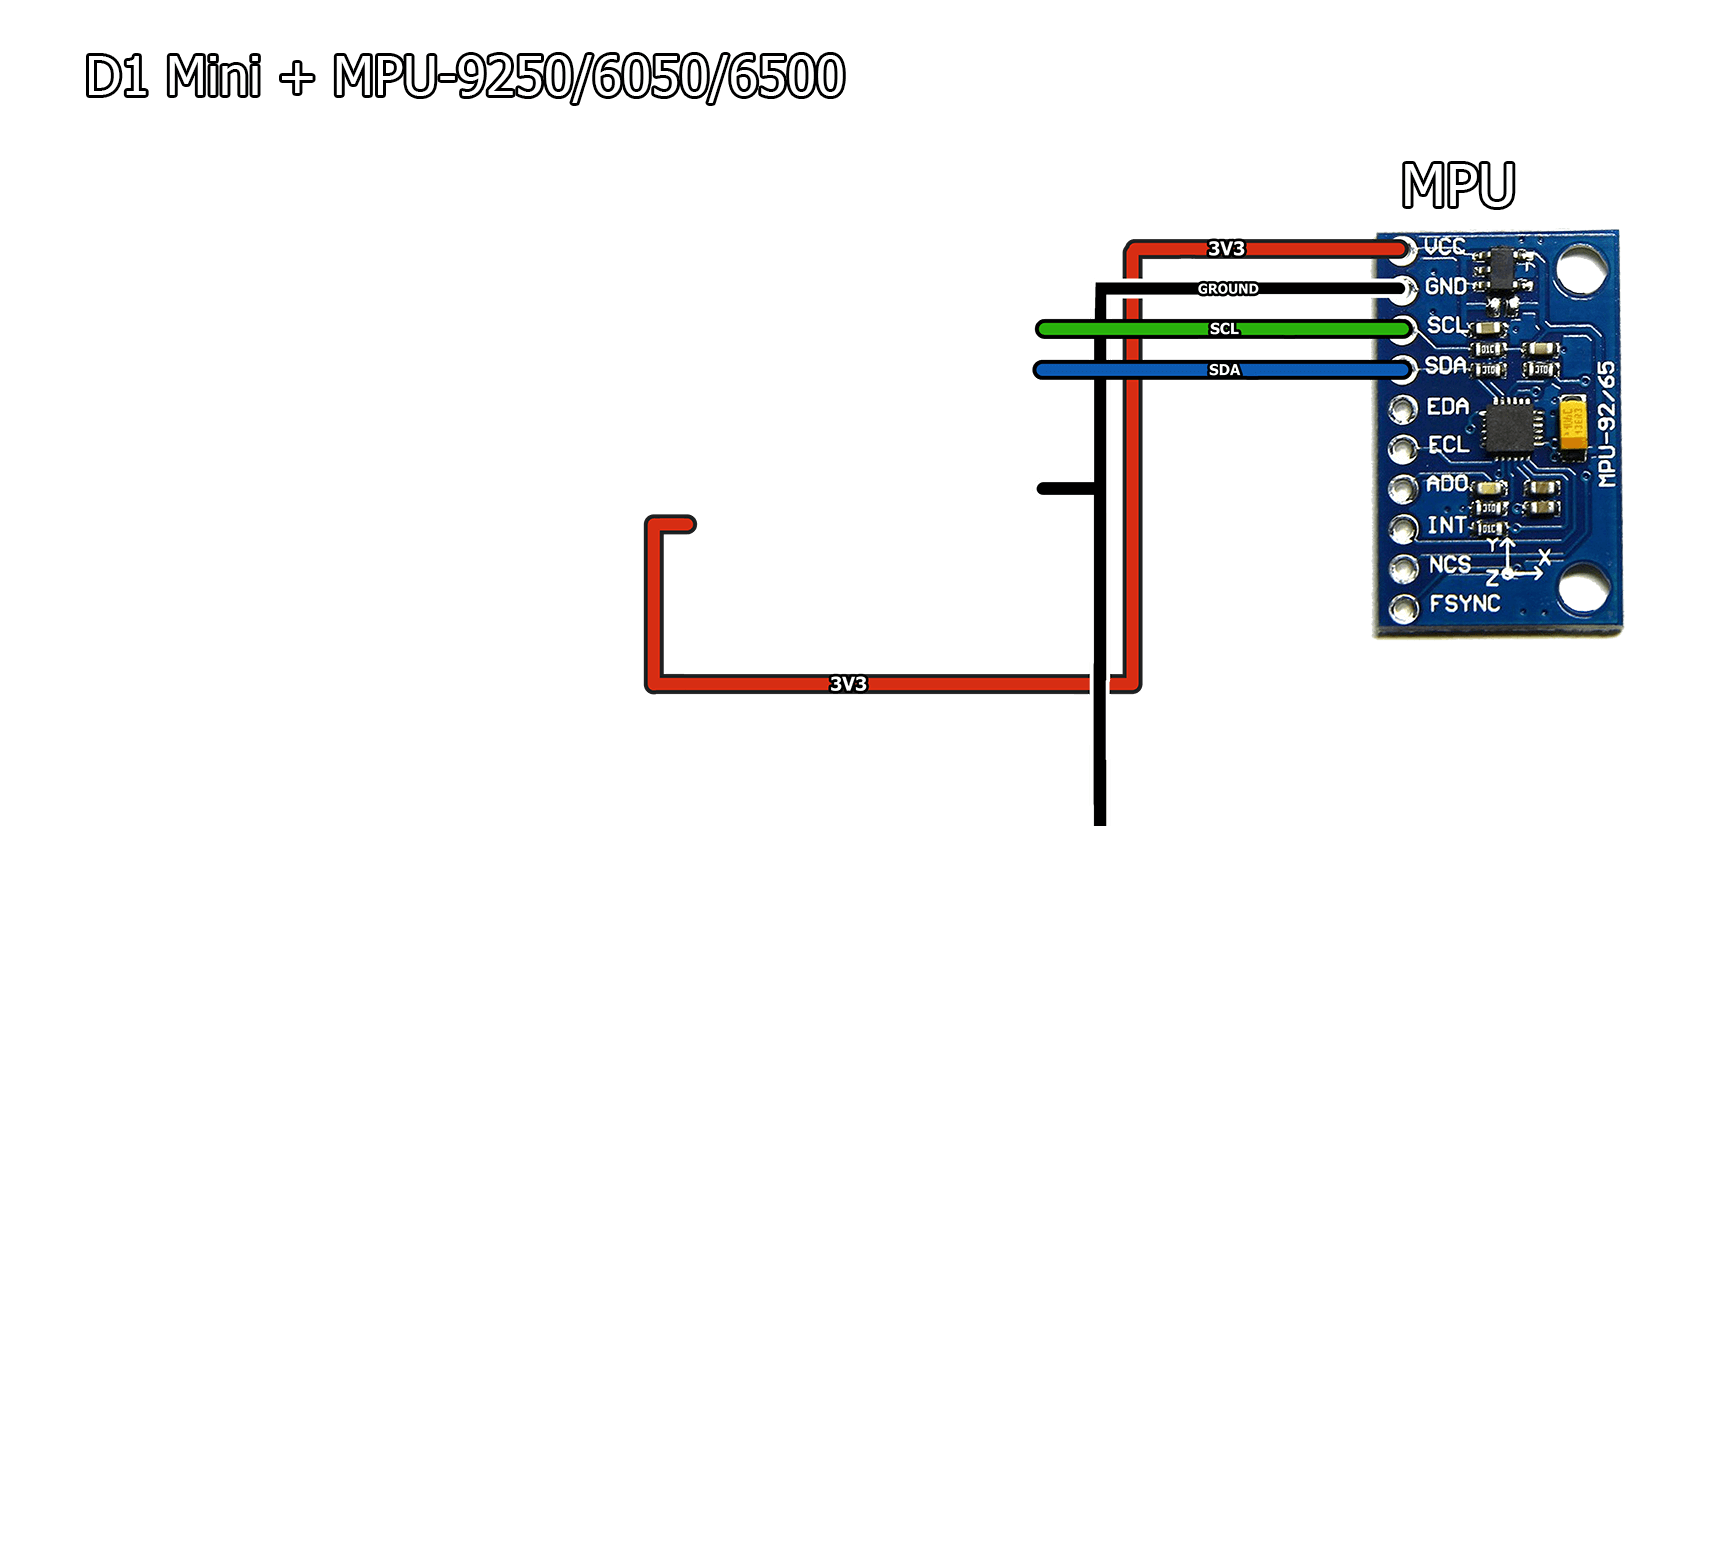 D1 Mini + MPU-9250/6050/6500
MPU
3V3
VCC
GROUND
GND
SCL
SCL
SDA
SDA
EDA
ECL
ADO
INT
NCS
FSYNC
Y
X
Z
MPU-92/65
3V3